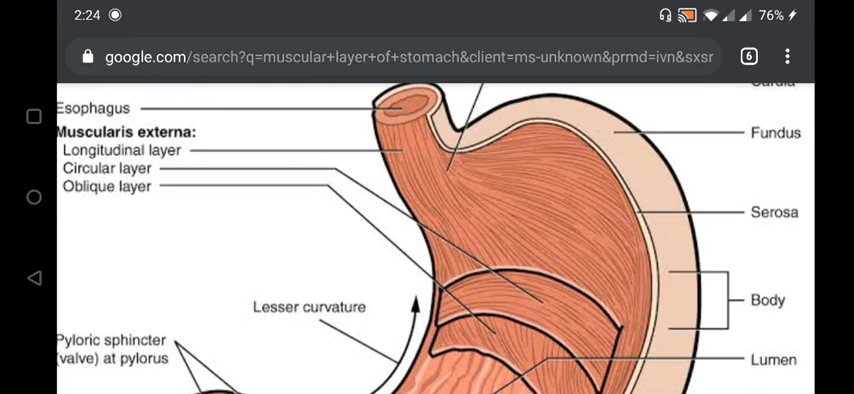 2:24
76%
google.com/search?q=muscular+layer+of+stomach&client=ms-unknown&prmd=ivn&sxsr
6
Cardia
Esophagus
Muscularis externa:
Longitudinal layer
Circular layer
Oblique layer
Fundus
Serosa
Lesser curvature
Body
Pyloric sphincter
(valve) at pylorus
Lumen